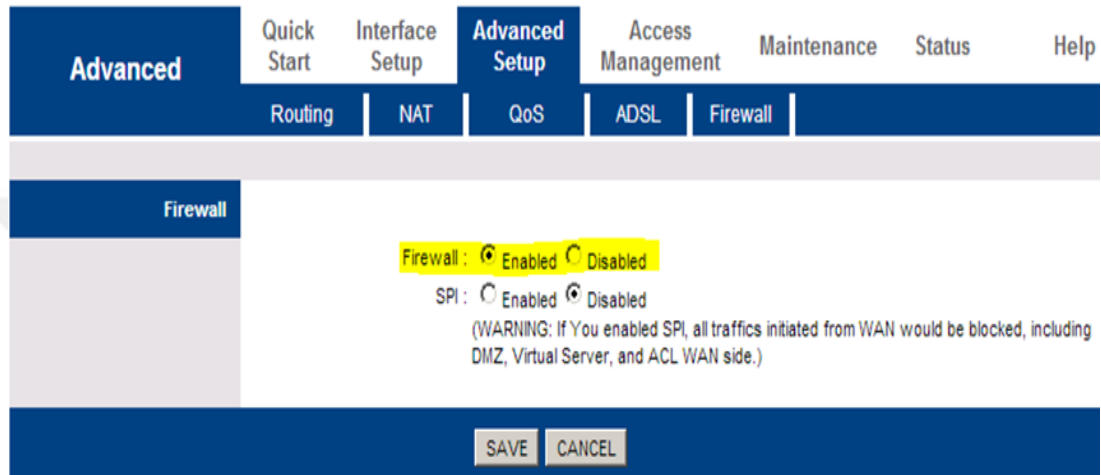 Advanced
Quick Start
Interface Setup
Advanced Setup
Access Management
Maintenance
Status
Help
Routing
NAT
QoS
ADSL
Firewall
Firewall
Firewall : Enabled Disabled
SPI : Enabled Disabled
(WARNING: If You enabled SPI, all traffics initiated from WAN would be blocked, including
DMZ, Virtual Server, and ACL WAN side.)
SAVE
CANCEL